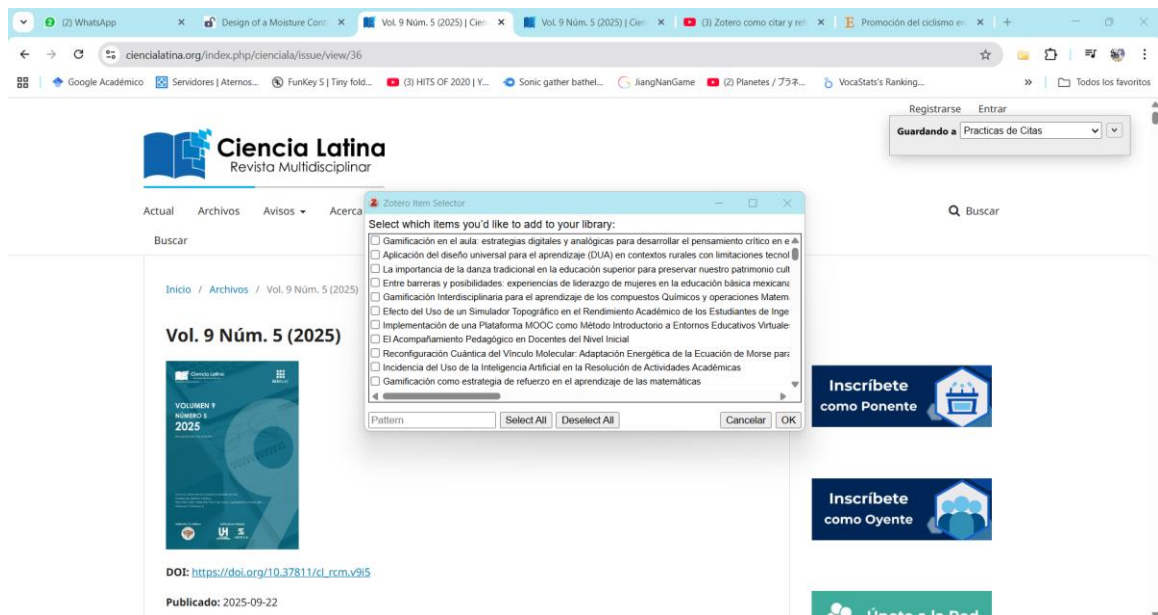 (2) WhatsApp
Design of a Moisture Cont
Vol. 9 Núm. 5 (2025) | Cien
Vol. 9 Núm. 5 (2025) | Cien
(3) Zotero como citar y ref
Promoción del ciclismo en
ciencialatina.org/index.php/ciencialа/issue/view/36
Google Académico
Servidores | Aternos...
FunKey S | Tiny fold...
(3) HITS OF 2020 | Y...
Sonic gather bathel...
JiangNanGame
(2) Planetes / プラネ...
VocaStats's Ranking...
Todos los favoritos
Registrarse Entrar
Guardando a Practicas de Citas
Ciencia Latina
Revista Multidisciplinar
Actual Archivos Avisos Acerca
Buscar
Buscar
Zotero Item Selector
Select which items you'd like to add to your library:
Gamificación en el aula: estrategias digitales y analógicas para desarrollar el pensamiento crítico en e
Aplicación del diseño universal para el aprendizaje (DUA) en contextos rurales con limitaciones tecnol
La importancia de la danza tradicional en la educación superior para preservar nuestro patrimonio cult
Entre barreras y posibilidades: experiencias de liderazgo de mujeres en la educación básica mexicana
Gamificación Interdisciplinaria para el aprendizaje de los compuestos Químicos y operaciones Matem
Efecto del Uso de un Simulador Topográfico en el Rendimiento Académico de los Estudiantes de Inge
Implementación de una Plataforma MOOC como Método Introductorio a Entornos Educativos Virtuale
El Acompañamiento Pedagógico en Docentes del Nivel Inicial
Reconfiguración Cuántica del Vínculo Molecular: Adaptación Energética de la Ecuación de Morse para
Incidencia del Uso de la Inteligencia Artificial en la Resolución de Actividades Académicas
Gamificación como estrategia de refuerzo en el aprendizaje de las matemáticas
Pattern Select All Deselect All Cancelar OK
Inicio / Archivos / Vol. 9 Núm. 5 (2025)
Vol. 9 Núm. 5 (2025)
Ciencia Latina
VOLUMEN 9
NÚMERO 5
2025
DOI: https://doi.org/10.37811/cl_rcm.v9i5
Publicado: 2025-09-22
Inscríbete
como Ponente
Inscríbete
como Oyente
Únete a la Red